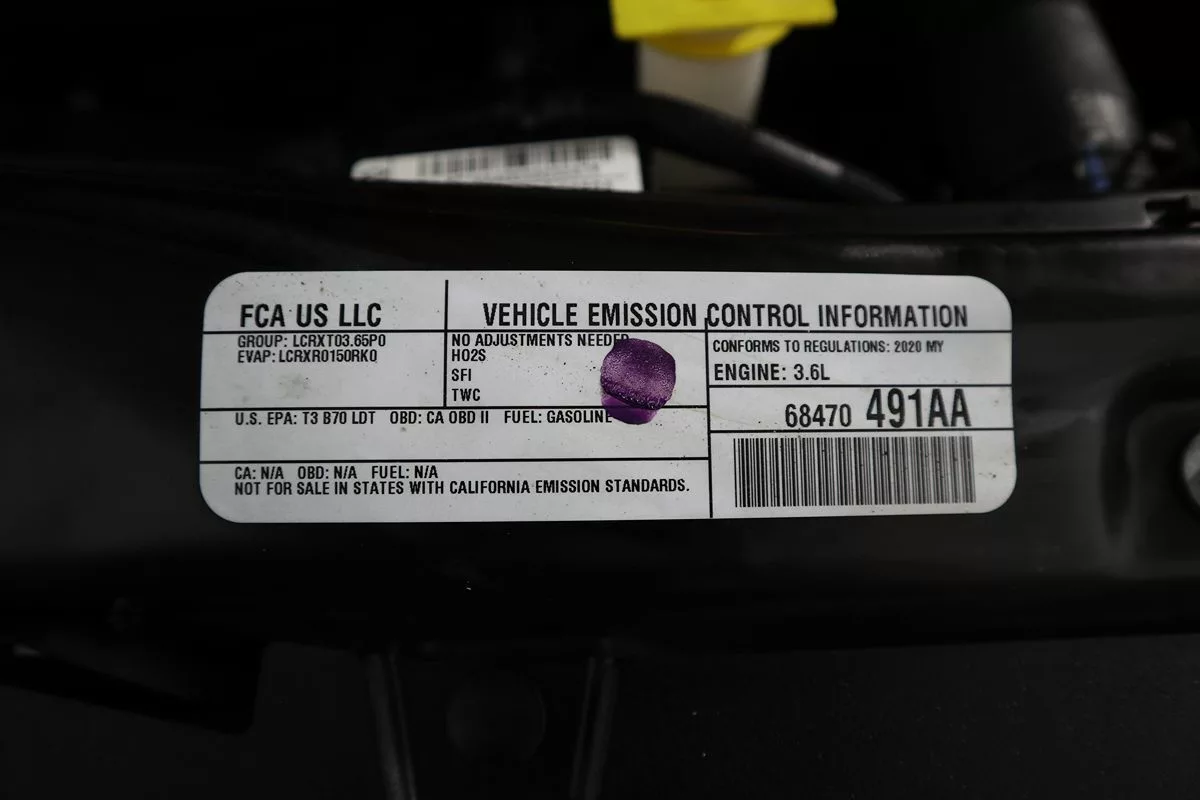 FCA US LLC
VEHICLE EMISSION CONTROL INFORMATION
GROUP: LCRXT03.65P0
EVAP: LCRXR0150RK0
NO ADJUSTMENTS NEEDED
HO2S
SFI
TWC
CONFORMS TO REGULATIONS: 2020 MY
ENGINE: 3.6L
68470 491AA
U.S. EPA: T3 B70 LDT OBD: CA OBD II FUEL: GASOLINE
CA: N/A OBD: N/A FUEL: N/A
NOT FOR SALE IN STATES WITH CALIFORNIA EMISSION STANDARDS.